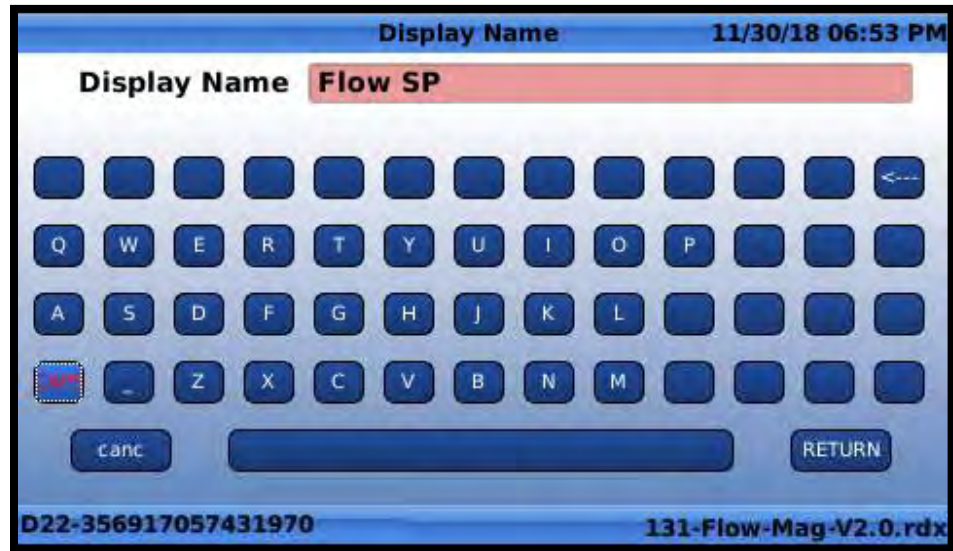 Display Name 11/30/18 06:53 PM
Display Name Flow SP
<---
Q W E R T Y U I O P
A S D F G H J K L
_ Z X C V B N M
canc RETURN
D22-356917057431970 131-Flow-Mag-V2.0.rdx